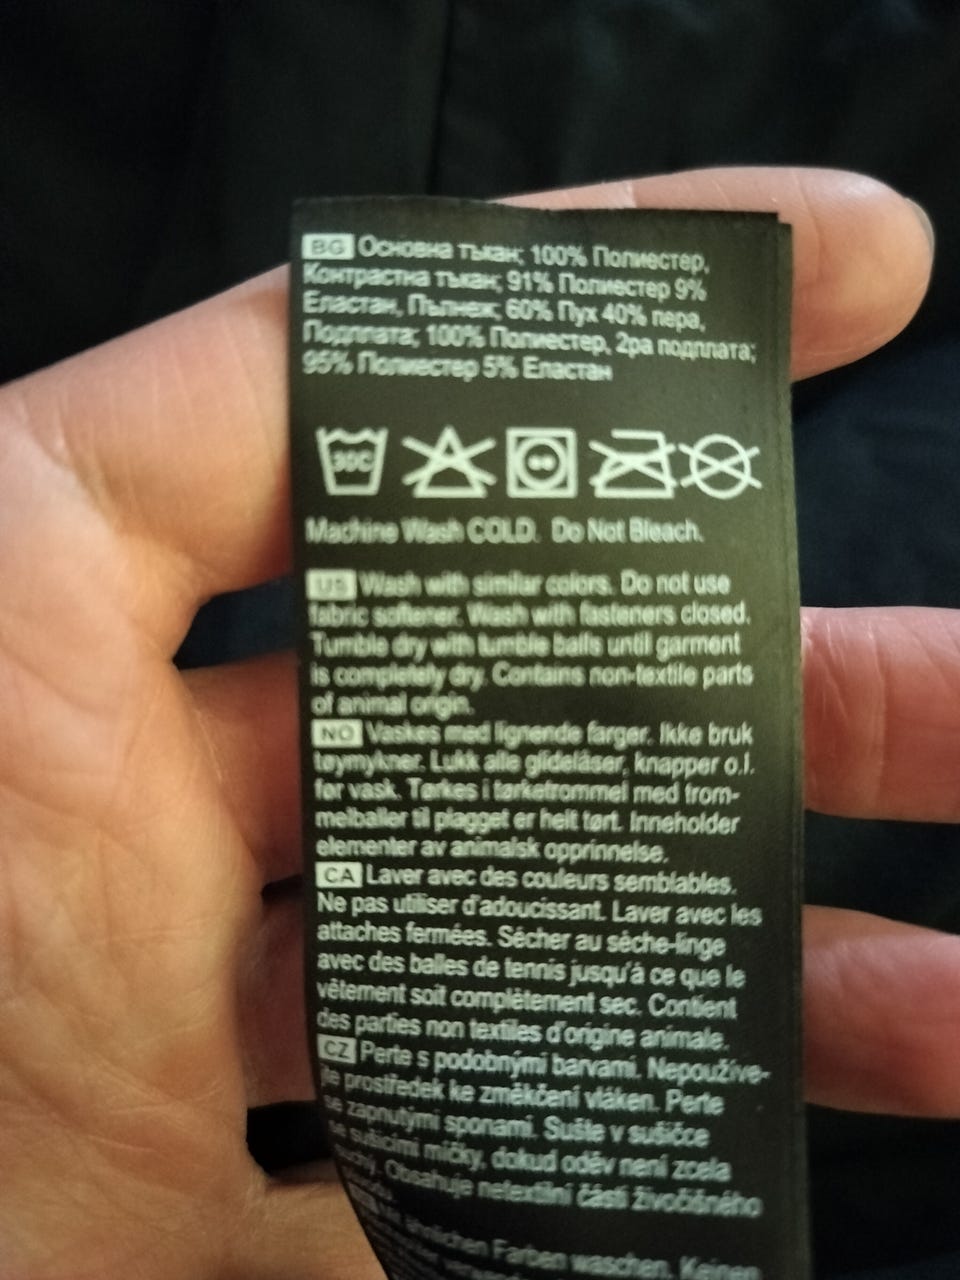 BG Основна тъкан; 100% Полиестер,
Контрастна тъкан; 91% Полиестер 9%
Еластан, Пълнеж; 60% Пух 40% пера,
Подплата; 100% Полиестер, 2ра подплата;
95% Полиестер 5% Еластан
30C
Machine Wash COLD. Do Not Bleach.
US Wash with similar colors. Do not use
fabric softener. Wash with fasteners closed.
Tumble dry with tumble balls until garment
is completely dry. Contains non-textile parts
of animal origin.
NO Vaskes med lignende farger. Ikke bruk
tøymykner. Lukk alle glidelåser, knapper o.l.
før vask. Tørkes i tørketrommel med trom-
melballer til plagget er helt tørt. Inneholder
elementer av animalsk opprinnelse.
CA Laver avec des couleurs semblables.
Ne pas utiliser d'adoucissant. Laver avec les
attaches fermées. Sécher au sèche-linge
avec des balles de tennis jusqu'à ce que le
vêtement soit complètement sec. Contient
des parties non textiles d'origine animale.
CZ Perte s podobnými barvami. Nepoužíve-
jte prostředek ke změkčení vláken. Perte
se zapnutými sponami. Sušte v sušičce
se sušicími míčky, dokud oděv není zcela
suchý. Obsahuje netextilní části živočišného
ähnlichen Farben waschen. Keinen